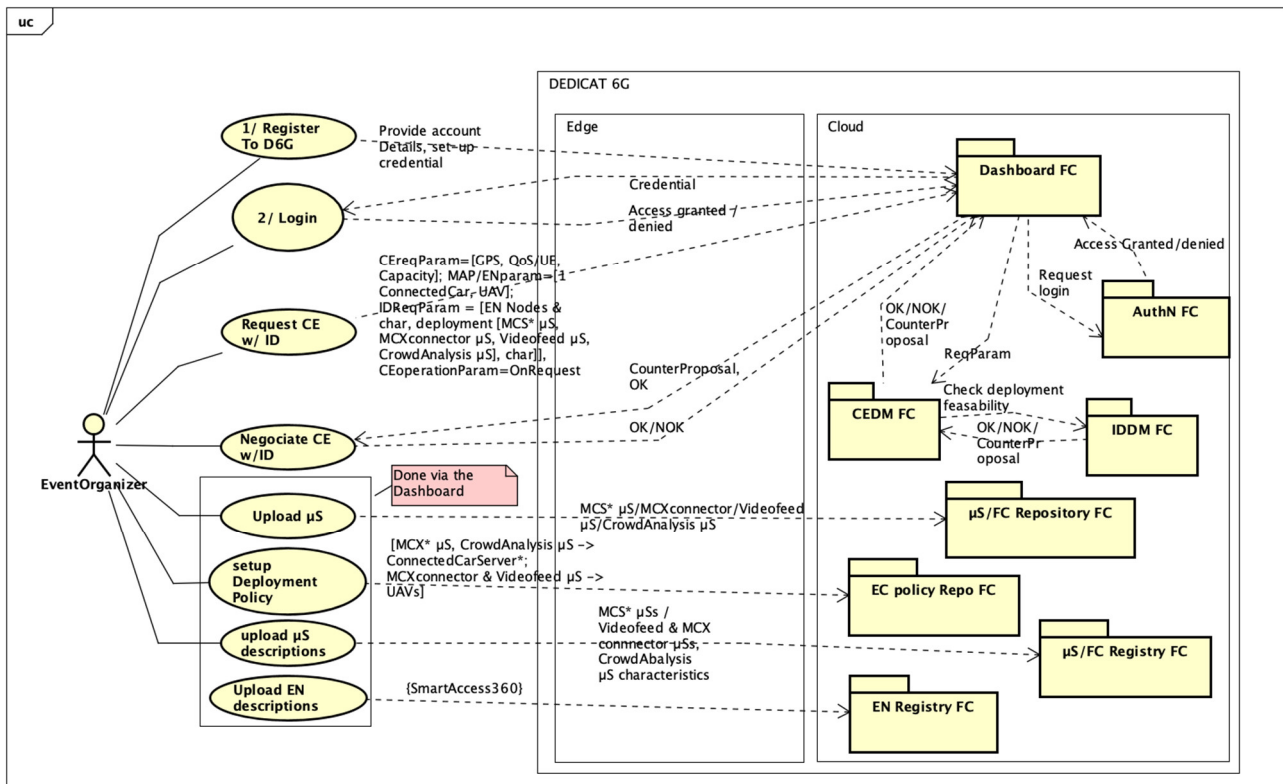 uc
DEDICAT 6G
Edge
Cloud
1/ Register
To D6G
Provide account
Details, set-up
credential
Dashboard FC
2/ Login
Credential
Access granted /
denied
Access Granted/denied
Request
login
AuthN FC
CEreqParam=[GPS, QoS/UE,
Capacity]; MAP/ENparam=[1
ConnectedCar, UAV];
IDReqParam = [EN Nodes &
char, deployment [MCS* µS,
MCXconnector µS, Videofeed µS,
CrowdAnalysis µS], char]],
CEoperationParam=OnRequest
Request CE
w/ ID
OK/NOK/
CounterPr
oposal
ReqParam
CounterProposal,
OK
CEDM FC
Check deployment
feasability
OK/NOK/
CounterPr
oposal
IDDM FC
Negociate CE
w/ID
OK/NOK
EventOrganizer
Done via the
Dashboard
Upload µS
MCS* µS/MCXconnector/Videofeed
µS/CrowdAnalysis µS
µS/FC Repository FC
setup
Deployment
Policy
[MCX* µS, CrowdAnalysis µS ->
ConnectedCarServer*;
MCXconnector & Videofeed µS ->
UAVs]
EC policy Repo FC
upload µS
descriptions
MCS* µSs /
Videofeed & MCX
connnector µSs,
CrowdAbalysis
µS characteristics
µS/FC Registry FC
Upload EN
descriptions
{SmartAccess360}
EN Registry FC